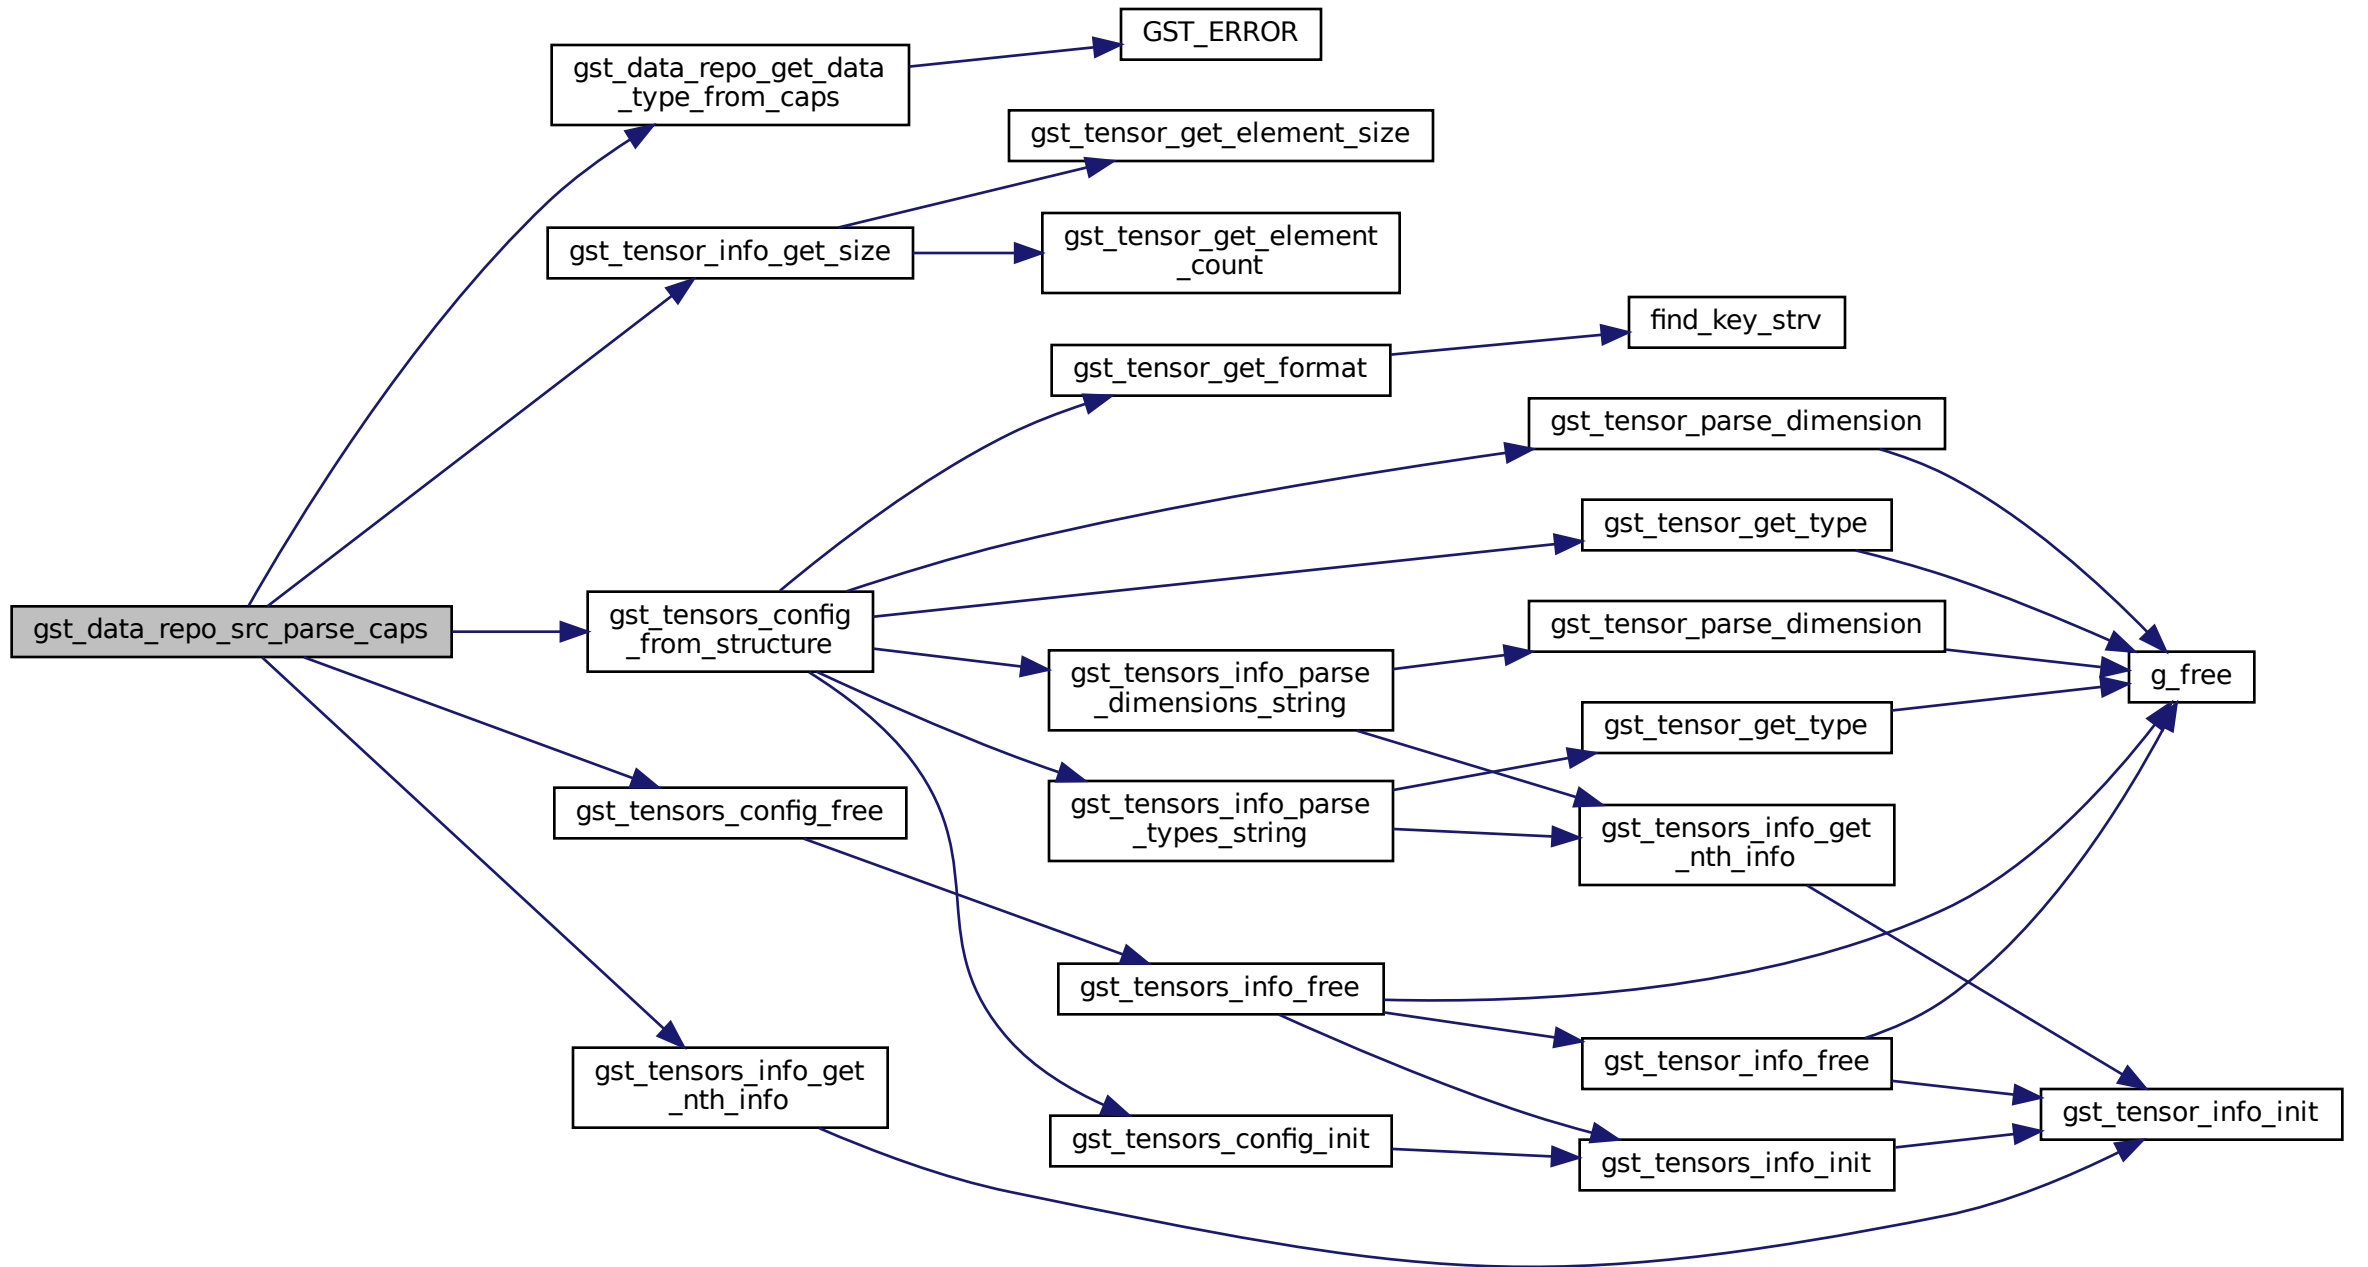 GST_ERROR
gst_data_repo_get_data
_type_from_caps
gst_tensor_get_element_size
gst_tensor_info_get_size
gst_tensor_get_element
_count
find_key_strv
gst_tensor_get_format
gst_tensor_parse_dimension
gst_tensor_get_type
gst_data_repo_src_parse_caps
gst_tensors_config
_from_structure
gst_tensor_parse_dimension
gst_tensors_info_parse
_dimensions_string
g_free
gst_tensor_get_type
gst_tensors_config_free
gst_tensors_info_parse
_types_string
gst_tensors_info_get
_nth_info
gst_tensors_info_free
gst_tensor_info_free
gst_tensors_info_get
_nth_info
gst_tensor_info_init
gst_tensors_config_init
gst_tensors_info_init